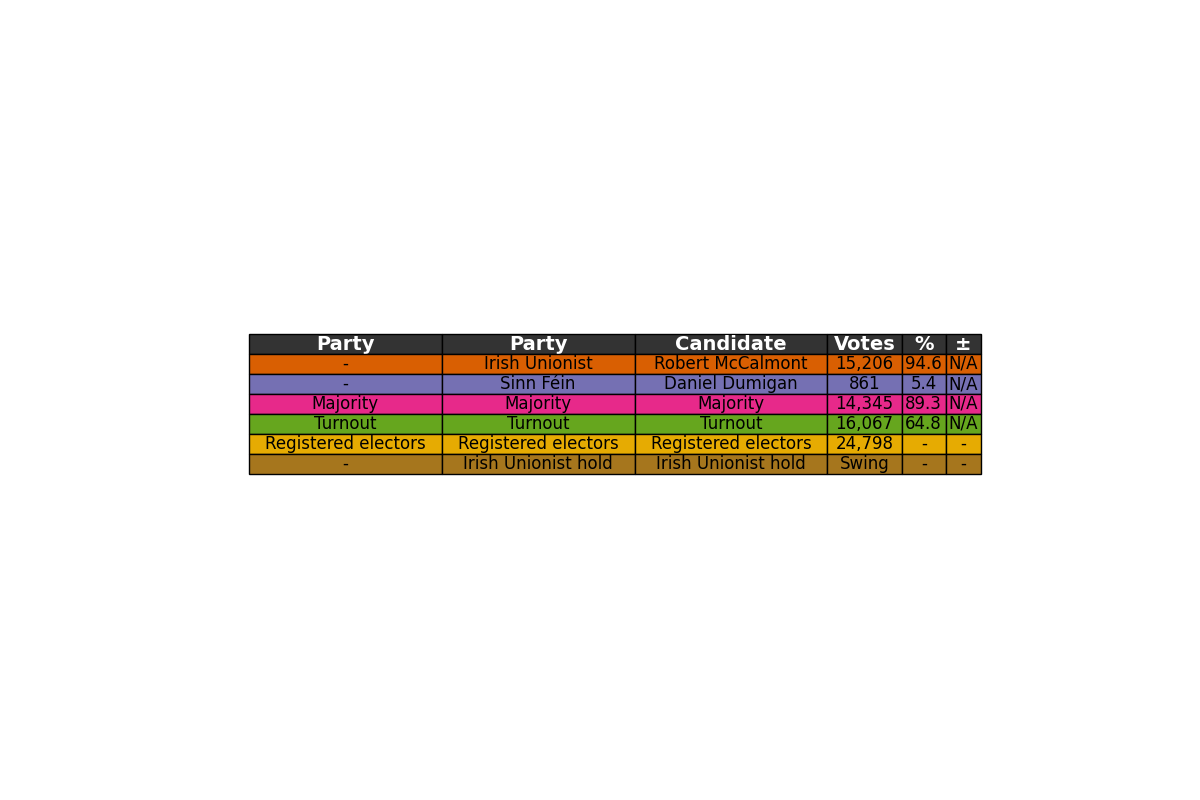 Party Party Candidate Votes % ±
- Irish Unionist Robert McCalmont 15,206 94.6 N/A
- Sinn Féin Daniel Dumigan 861 5.4 N/A
Majority Majority Majority 14,345 89.3 N/A
Turnout Turnout Turnout 16,067 64.8 N/A
Registered electors Registered electors Registered electors 24,798 - -
- Irish Unionist hold Irish Unionist hold Swing - -